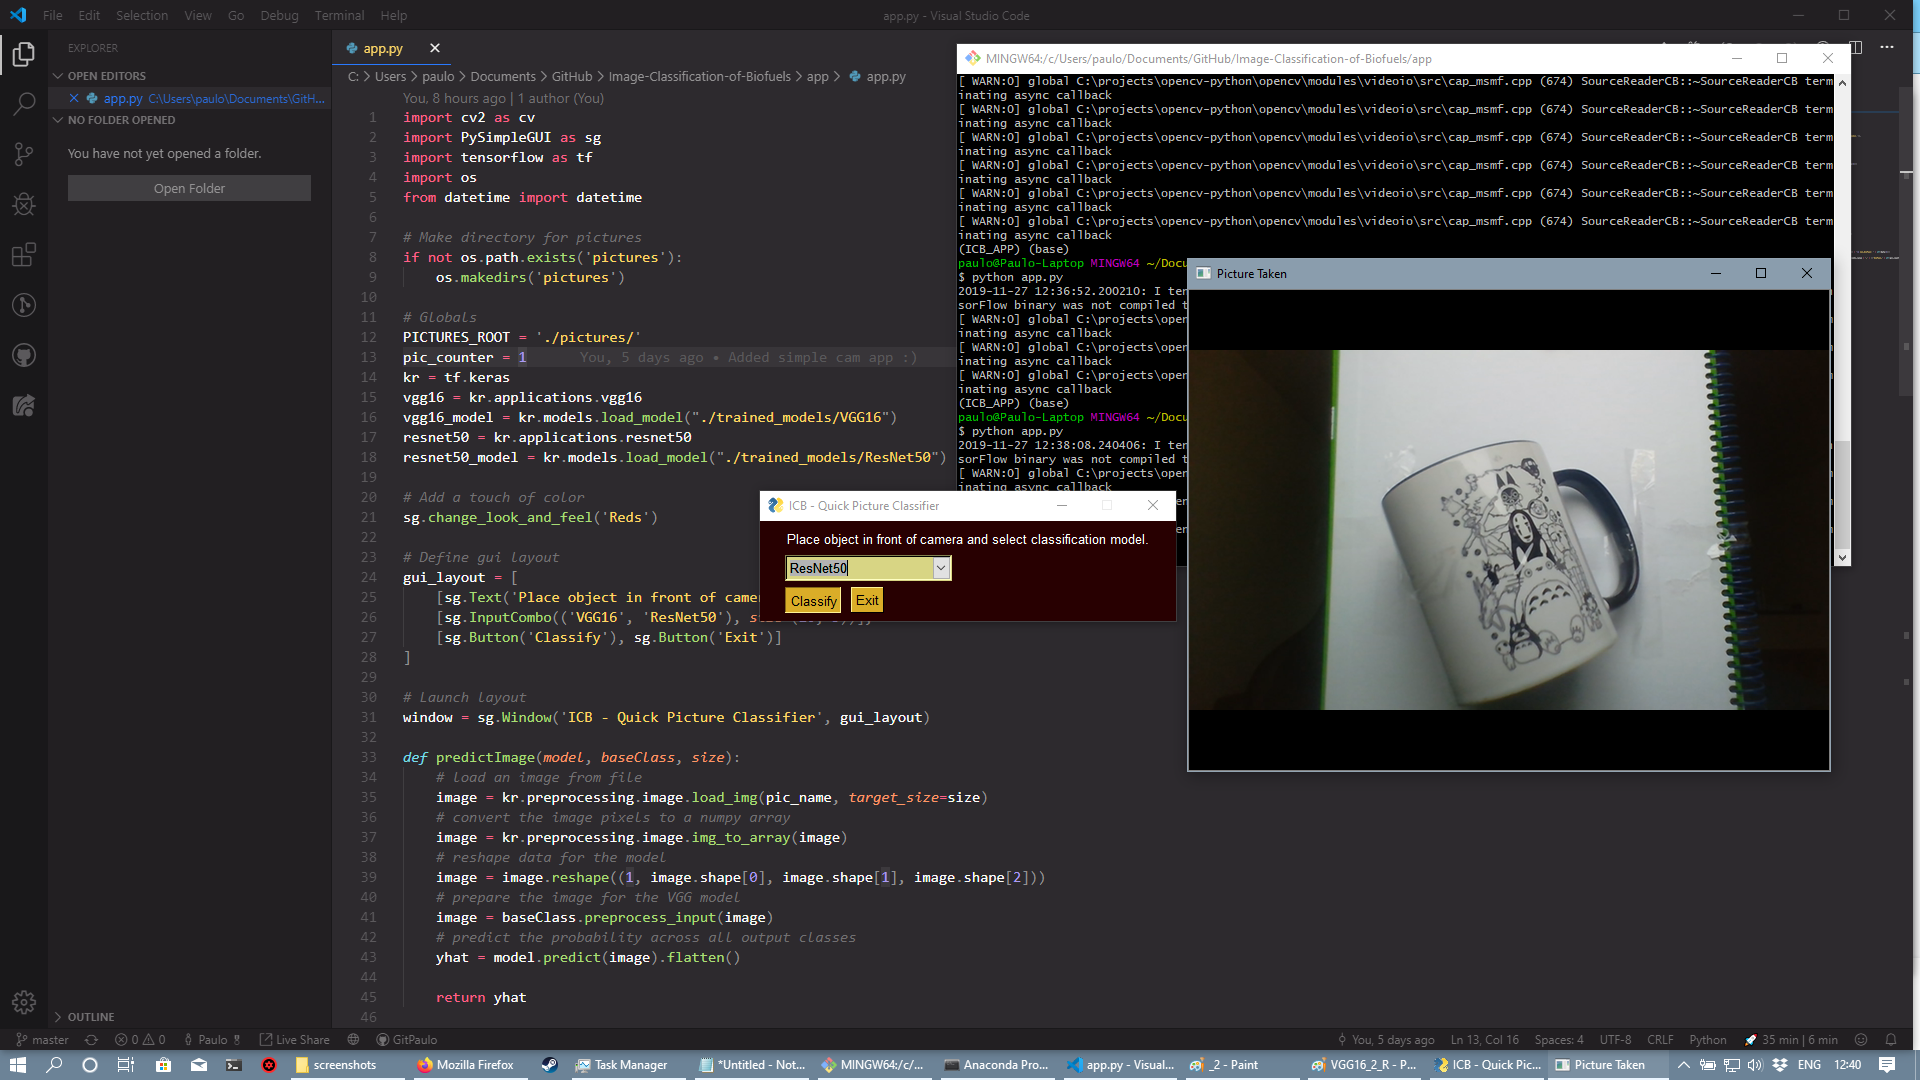 File Edit Selection View Go Debug Terminal Help
app.py - Visual Studio Code
EXPLORER
OPEN EDITORS
app.py C:\Users\paulo\Documents\GitH...
NO FOLDER OPENED
You have not yet opened a folder.
Open Folder
OUTLINE
app.py
C: > Users > paulo > Documents > GitHub > Image-Classification-of-Biofuels > app > app.py
You, 8 hours ago | 1 author (You)
1 import cv2 as cv
2 import PySimpleGUI as sg
3 import tensorflow as tf
4 import os
5 from datetime import datetime
6
7 # Make directory for pictures
8 if not os.path.exists('pictures'):
9 os.makedirs('pictures')
10
11 # Globals
12 PICTURES_ROOT = './pictures/'
13 pic_counter = 1 You, 5 days ago • Added simple cam app :)
14 kr = tf.keras
15 vgg16 = kr.applications.vgg16
16 vgg16_model = kr.models.load_model("./trained_models/VGG16")
17 resnet50 = kr.applications.resnet50
18 resnet50_model = kr.models.load_model("./trained_models/ResNet50")
19
20 # Add a touch of color
21 sg.change_look_and_feel('Reds')
22
23 # Define gui layout
24 gui_layout = [
25 [sg.Text('Place object in front of camer
26 [sg.InputCombo(('VGG16', 'ResNet50'),
27 [sg.Button('Classify'), sg.Button('Exit')]
28 ]
29
30 # Launch layout
31 window = sg.Window('ICB - Quick Picture Classifier', gui_layout)
32
33 def predictImage(model, baseClass, size):
34 # load an image from file
35 image = kr.preprocessing.image.load_img(pic_name, target_size=size)
36 # convert the image pixels to a numpy array
37 image = kr.preprocessing.image.img_to_array(image)
38 # reshape data for the model
39 image = image.reshape((1, image.shape[0], image.shape[1], image.shape[2]))
40 # prepare the image for the VGG model
41 image = baseClass.preprocess_input(image)
42 # predict the probability across all output classes
43 yhat = model.predict(image).flatten()
44
45 return yhat
46
MINGW64:/c/Users/paulo/Documents/GitHub/Image-Classification-of-Biofuels/app
[ WARN:0] global C:\projects\opencv-python\opencv\modules\videoio\src\cap_msmf.cpp (674) SourceReaderCB::~SourceReaderCB term
inating async callback
[ WARN:0] global C:\projects\opencv-python\opencv\modules\videoio\src\cap_msmf.cpp (674) SourceReaderCB::~SourceReaderCB term
inating async callback
[ WARN:0] global C:\projects\opencv-python\opencv\modules\videoio\src\cap_msmf.cpp (674) SourceReaderCB::~SourceReaderCB term
inating async callback
[ WARN:0] global C:\projects\opencv-python\opencv\modules\videoio\src\cap_msmf.cpp (674) SourceReaderCB::~SourceReaderCB term
inating async callback
[ WARN:0] global C:\projects\opencv-python\opencv\modules\videoio\src\cap_msmf.cpp (674) SourceReaderCB::~SourceReaderCB term
inating async callback
[ WARN:0] global C:\projects\opencv-python\opencv\modules\videoio\src\cap_msmf.cpp (674) SourceReaderCB::~SourceReaderCB term
inating async callback
(ICB_APP) (base)
paulo@Paulo-Laptop MINGW64 ~/Docu
$ python app.py
2019-11-27 12:36:52.200210: I ten
sorFlow binary was not compiled t
[ WARN:0] global C:\projects\open
inating async callback
[ WARN:0] global C:\projects\open
inating async callback
[ WARN:0] global C:\projects\open
inating async callback
(ICB_APP) (base)
paulo@Paulo-Laptop MINGW64 ~/Docu
$ python app.py
2019-11-27 12:38:08.240406: I ten
sorFlow binary was not compiled t
[ WARN:0] global C:\projects\open
inating async callback
Picture Taken
ICB - Quick Picture Classifier
Place object in front of camera and select classification model.
ResNet50
Classify Exit
master 0 0 Paulo Live Share GitPaulo
You, 5 days ago Ln 13, Col 16 Spaces: 4 UTF-8 CRLF Python 35 min | 6 min
screenshots Mozilla Firefox Task Manager *Untitled - Not... MINGW64:/c/... Anaconda Pro... app.py - Visual... _2 - Paint VGG16_2_R - P... ICB - Quick Pic... Picture Taken ENG 12:40